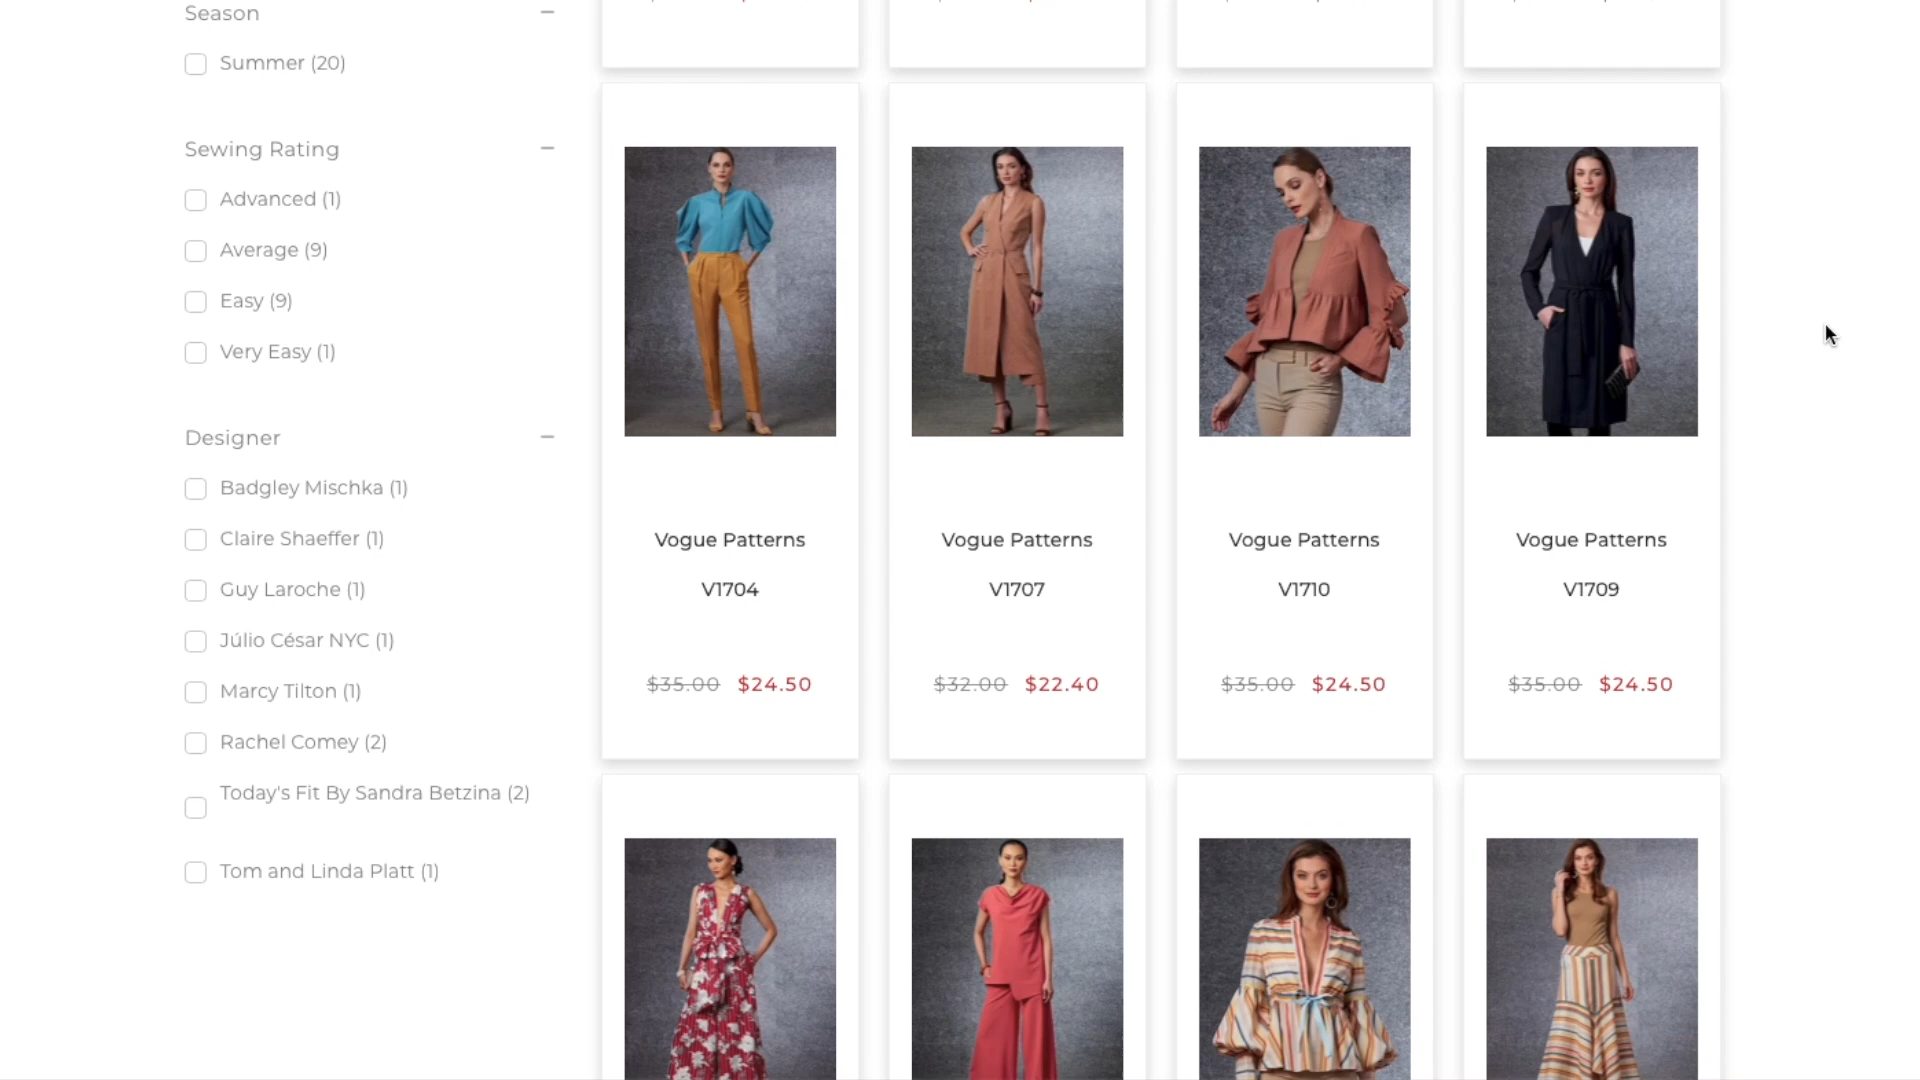 Season
Summer (20)
Sewing Rating
Advanced (1)
Average (9)
Easy (9)
Very Easy (1)
Designer
Badgley Mischka (1)
Claire Shaeffer (1)
Guy Laroche (1)
Júlio César NYC (1)
Marcy Tilton (1)
Rachel Comey (2)
Today's Fit By Sandra Betzina (2)
Tom and Linda Platt (1)
Vogue Patterns
V1704
$35.00 $24.50
Vogue Patterns
V1707
$32.00 $22.40
Vogue Patterns
V1710
$35.00 $24.50
Vogue Patterns
V1709
$35.00 $24.50